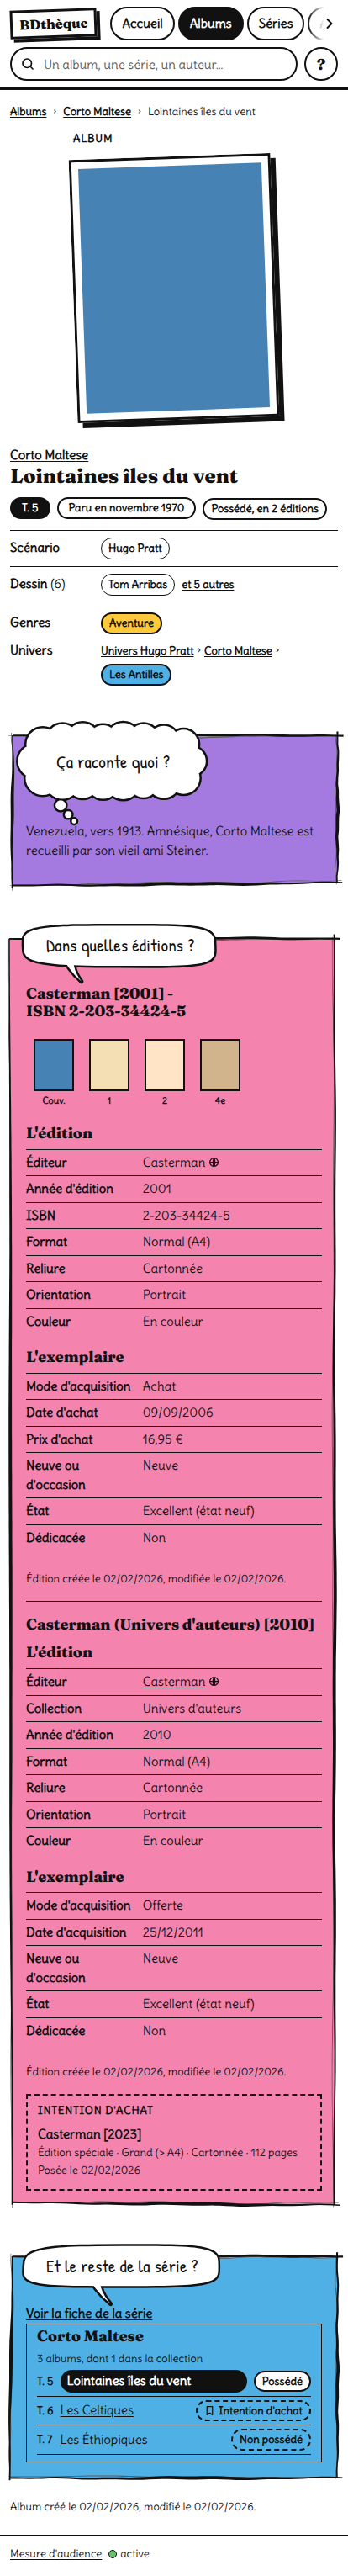 BDthèque
Accueil
Albums
Séries
Un album, une série, un auteur...
?
Albums › Corto Maltese › Lointaines îles du vent
ALBUM
Corto Maltese
Lointaines îles du vent
T. 5
Paru en novembre 1970
Possédé, en 2 éditions
Scénario
Hugo Pratt
Dessin (6)
Tom Arribas
et 5 autres
Genres
Aventure
Univers
Univers Hugo Pratt › Corto Maltese ›
Les Antilles
Ça raconte quoi ?
Venezuela, vers 1913. Amnésique, Corto Maltese est
recueilli par son vieil ami Steiner.
Dans quelles éditions ?
Casterman [2001] -
ISBN 2-203-34424-5
Couv.
1
2
4e
L'édition
Éditeur Casterman
Année d'édition 2001
ISBN 2-203-34424-5
Format Normal (A4)
Reliure Cartonnée
Orientation Portrait
Couleur En couleur
L'exemplaire
Mode d'acquisition Achat
Date d'achat 09/09/2006
Prix d'achat 16,95 €
Neuve ou Neuve
d'occasion
État Excellent (état neuf)
Dédicacée Non
Édition créée le 02/02/2026, modifiée le 02/02/2026.
Casterman (Univers d'auteurs) [2010]
L'édition
Éditeur Casterman
Collection Univers d'auteurs
Année d'édition 2010
Format Normal (A4)
Reliure Cartonnée
Orientation Portrait
Couleur En couleur
L'exemplaire
Mode d'acquisition Offerte
Date d'acquisition 25/12/2011
Neuve ou Neuve
d'occasion
État Excellent (état neuf)
Dédicacée Non
Édition créée le 02/02/2026, modifiée le 02/02/2026.
INTENTION D'ACHAT
Casterman [2023]
Édition spéciale · Grand (> A4) · Cartonnée · 112 pages
Posée le 02/02/2026
Et le reste de la série ?
Voir la fiche de la série
Corto Maltese
3 albums, dont 1 dans la collection
T. 5 Lointaines îles du vent Possédé
T. 6 Les Celtiques Intention d'achat
T. 7 Les Éthiopiques Non possédé
Album créé le 02/02/2026, modifié le 02/02/2026.
Mesure d'audience active